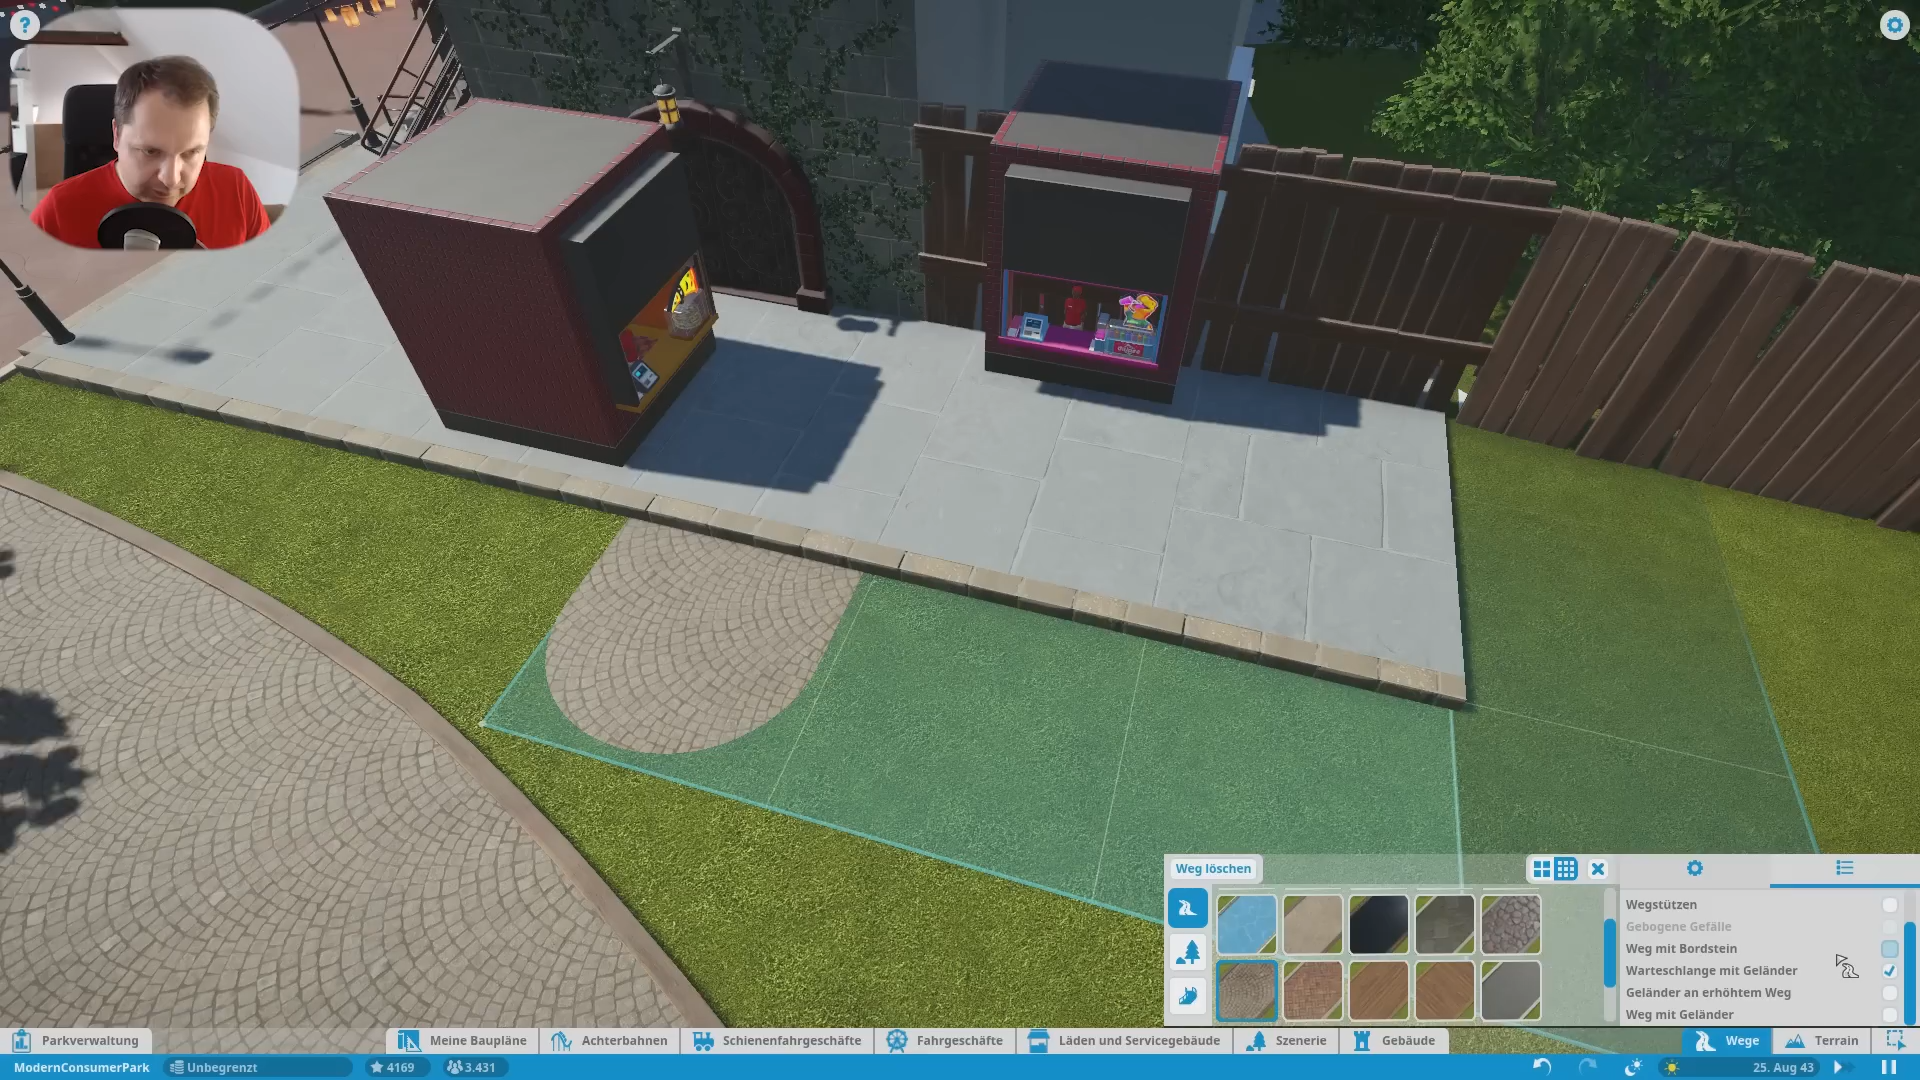 ?
Weg löschen
Wegstützen
Gebogene Gefälle
Weg mit Bordstein
Warteschlange mit Geländer
Geländer an erhöhtem Weg
Weg mit Geländer
Parkverwaltung
Meine Baupläne
Achterbahnen
Schienenfahrgeschäfte
Fahrgeschäfte
Läden und Servicegebäude
Szenerie
Gebäude
Wege
Terrain
ModernConsumerPark
Unbegrenzt
4169
3.431
25. Aug 43